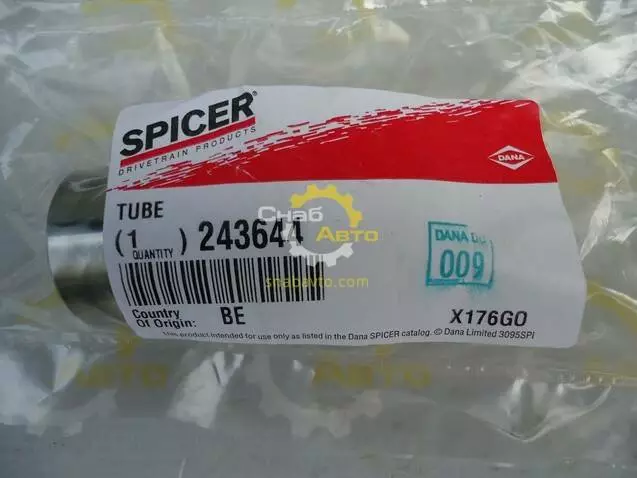 SPICER®
DRIVETRAIN PRODUCTS
DANA
TUBE
(1 ) 243644
QUANTITY
Снаб Авто
snabavto.com
DANA DU
009
Country
Of Origin: BE
X176GO
This product intended for use only as listed in the Dana SPICER catalog. © Dana Limited 3095SPI